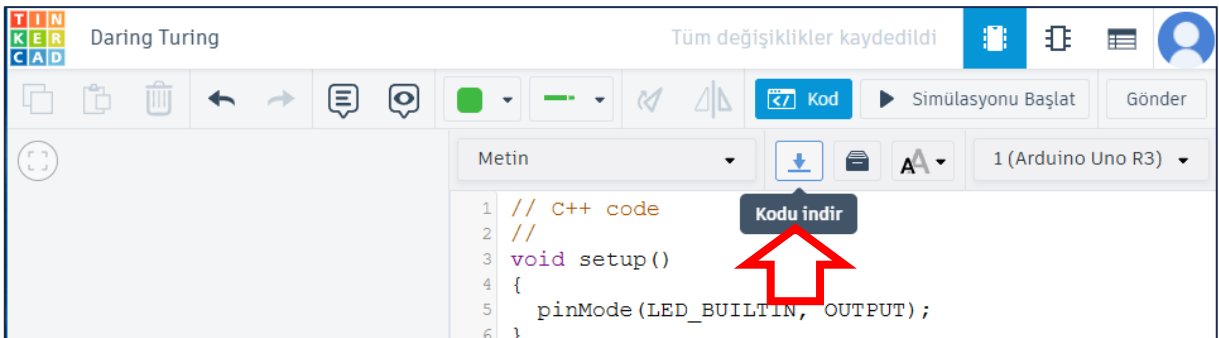 TIN
KER
CAD
Daring Turing
Tüm değişiklikler kaydedildi
Kod
Simülasyonu Başlat
Gönder
Metin
A A
1 (Arduino Uno R3)
Kodu indir
1 // C++ code
2 //
3 void setup()
4 {
5 pinMode(LED_BUILTIN, OUTPUT);
6 }